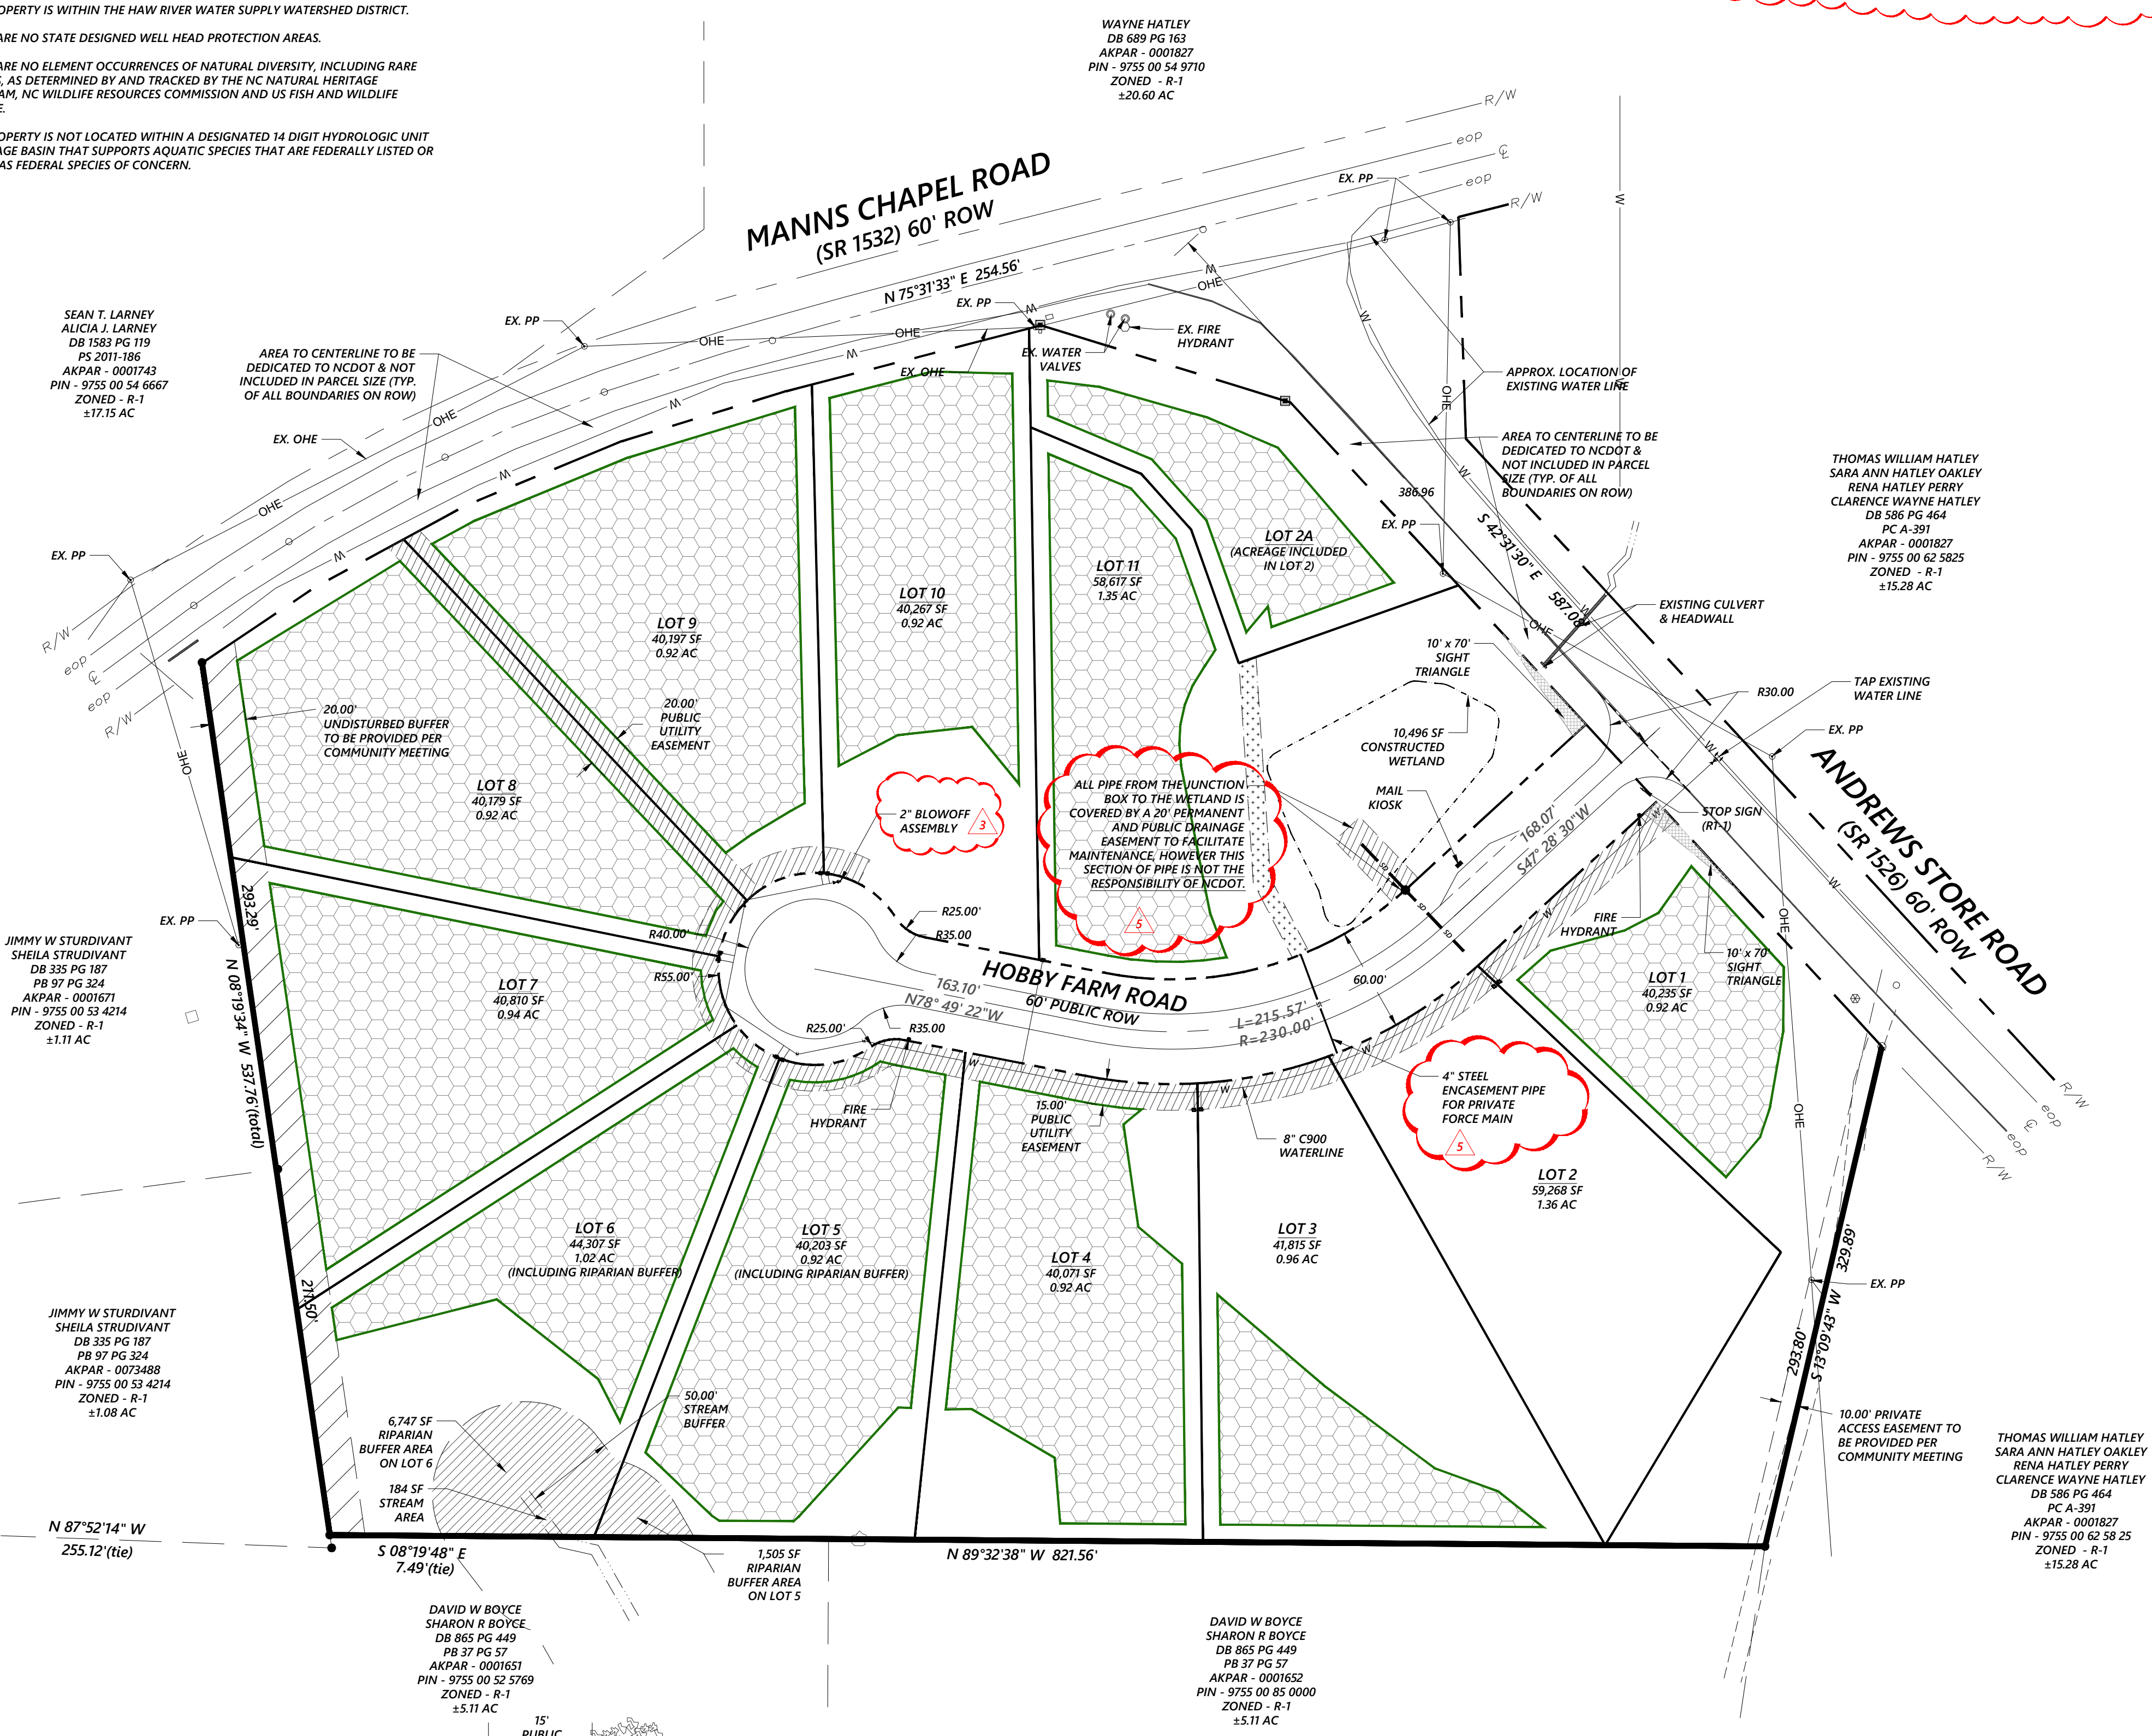 OPERTY IS WITHIN THE HAW RIVER WATER SUPPLY WATERSHED DISTRICT.
ARE NO STATE DESIGNED WELL HEAD PROTECTION AREAS.
ARE NO ELEMENT OCCURRENCES OF NATURAL DIVERSITY, INCLUDING RARE
S, AS DETERMINED BY AND TRACKED BY THE NC NATURAL HERITAGE
AM, NC WILDLIFE RESOURCES COMMISSION AND US FISH AND WILDLIFE
E.
OPERTY IS NOT LOCATED WITHIN A DESIGNATED 14 DIGIT HYDROLOGIC UNIT
AGE BASIN THAT SUPPORTS AQUATIC SPECIES THAT ARE FEDERALLY LISTED OR
AS FEDERAL SPECIES OF CONCERN.
WAYNE HATLEY
DB 689 PG 163
AKPAR - 0001827
PIN - 9755 00 54 9710
ZONED - R-1
±20.60 AC
R/W
eop
℄
eop
R/W
MANNS CHAPEL ROAD
(SR 1532) 60' ROW
N 75°31'33" E 254.56'
EX. PP
W
W
OHE
EX. PP
EX. PP
OHE
W
EX. FIRE
HYDRANT
EX. WATER
VALVES
EX. OHE
SEAN T. LARNEY
ALICIA J. LARNEY
DB 1583 PG 119
PS 2011-186
AKPAR - 0001743
PIN - 9755 00 54 6667
ZONED - R-1
±17.15 AC
AREA TO CENTERLINE TO BE
DEDICATED TO NCDOT & NOT
INCLUDED IN PARCEL SIZE (TYP.
OF ALL BOUNDARIES ON ROW)
EX. OHE
OHE
W
W
OHE
W
EX. PP
R/W
eop
℄
eop
R/W
OHE
W
W
OHE
W
APPROX. LOCATION OF
EXISTING WATER LINE
AREA TO CENTERLINE TO BE
DEDICATED TO NCDOT &
NOT INCLUDED IN PARCEL
SIZE (TYP. OF ALL
BOUNDARIES ON ROW)
386.96
EX. PP
S 42°31'30" E
587.08'
W
OHE
THOMAS WILLIAM HATLEY
SARA ANN HATLEY OAKLEY
RENA HATLEY PERRY
CLARENCE WAYNE HATLEY
DB 586 PG 464
PC A-391
AKPAR - 0001827
PIN - 9755 00 62 5825
ZONED - R-1
±15.28 AC
EXISTING CULVERT
& HEADWALL
10' x 70'
SIGHT
TRIANGLE
R30.00
TAP EXISTING
WATER LINE
EX. PP
W
ANDREWS STORE ROAD
(SR 1526) 60' ROW
STOP SIGN
(R1-1)
W
W
OHE
LOT 2A
(ACREAGE INCLUDED
IN LOT 2)
LOT 11
58,617 SF
1.35 AC
LOT 10
40,267 SF
0.92 AC
LOT 9
40,197 SF
0.92 AC
20.00'
PUBLIC
UTILITY
EASEMENT
20.00'
UNDISTURBED BUFFER
TO BE PROVIDED PER
COMMUNITY MEETING
LOT 8
40,179 SF
0.92 AC
2" BLOWOFF
ASSEMBLY
3
ALL PIPE FROM THE JUNCTION
BOX TO THE WETLAND IS
COVERED BY A 20' PERMANENT
AND PUBLIC DRAINAGE
EASEMENT TO FACILITATE
MAINTENANCE, HOWEVER THIS
SECTION OF PIPE IS NOT THE
RESPONSIBILITY OF NCDOT.
5
10,496 SF
CONSTRUCTED
WETLAND
MAIL
KIOSK
168.07'
S47° 28' 30"W
SD
SD
SD
W
FIRE
HYDRANT
10' x 70'
SIGHT
TRIANGLE
LOT 1
40,235 SF
0.92 AC
R40.00'
R55.00'
R25.00'
R35.00
163.10'
N78° 49' 22"W
HOBBY FARM ROAD
60' PUBLIC ROW
L=215.57'
R=230.00'
60.00'
R25.00'
R35.00
W
W
W
FIRE
HYDRANT
15.00'
PUBLIC
UTILITY
EASEMENT
8" C900
WATERLINE
4" STEEL
ENCASEMENT PIPE
FOR PRIVATE
FORCE MAIN
5
R/W
eop
℄
eop
R/W
OHE
EX. PP
293.29'
N 08°19'34" W 537.76'(total)
211.50'
JIMMY W STURDIVANT
SHEILA STRUDIVANT
DB 335 PG 187
PB 97 PG 324
AKPAR - 0001671
PIN - 9755 00 53 4214
ZONED - R-1
±1.11 AC
LOT 7
40,810 SF
0.94 AC
LOT 6
44,307 SF
1.02 AC
(INCLUDING RIPARIAN BUFFER)
LOT 5
40,203 SF
0.92 AC
(INCLUDING RIPARIAN BUFFER)
LOT 4
40,071 SF
0.92 AC
LOT 3
41,815 SF
0.96 AC
LOT 2
59,268 SF
1.36 AC
329.89'
S 13°09'43" W
293.80'
EX. PP
10.00' PRIVATE
ACCESS EASEMENT TO
BE PROVIDED PER
COMMUNITY MEETING
JIMMY W STURDIVANT
SHEILA STRUDIVANT
DB 335 PG 187
PB 97 PG 324
AKPAR - 0073488
PIN - 9755 00 53 4214
ZONED - R-1
±1.08 AC
6,747 SF
RIPARIAN
BUFFER AREA
ON LOT 6
184 SF
STREAM
AREA
50.00'
STREAM
BUFFER
THOMAS WILLIAM HATLEY
SARA ANN HATLEY OAKLEY
RENA HATLEY PERRY
CLARENCE WAYNE HATLEY
DB 586 PG 464
PC A-391
AKPAR - 0001827
PIN - 9755 00 62 58 25
ZONED - R-1
±15.28 AC
N 87°52'14" W
255.12'(tie)
S 08°19'48" E
7.49'(tie)
1,505 SF
RIPARIAN
BUFFER AREA
ON LOT 5
N 89°32'38" W 821.56'
DAVID W BOYCE
SHARON R BOYCE
DB 865 PG 449
PB 37 PG 57
AKPAR - 0001651
PIN - 9755 00 52 5769
ZONED - R-1
±5.11 AC
DAVID W BOYCE
SHARON R BOYCE
DB 865 PG 449
PB 37 PG 57
AKPAR - 0001652
PIN - 9755 00 85 0000
ZONED - R-1
±5.11 AC
15'
PUBLIC